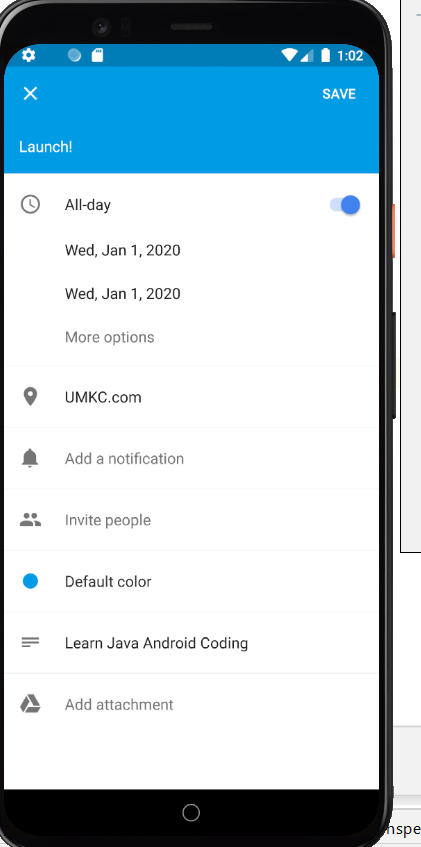 1:02
SAVE
Launch!
All-day
Wed, Jan 1, 2020
Wed, Jan 1, 2020
More options
UMKC.com
Add a notification
Invite people
Default color
Learn Java Android Coding
Add attachment
nspe